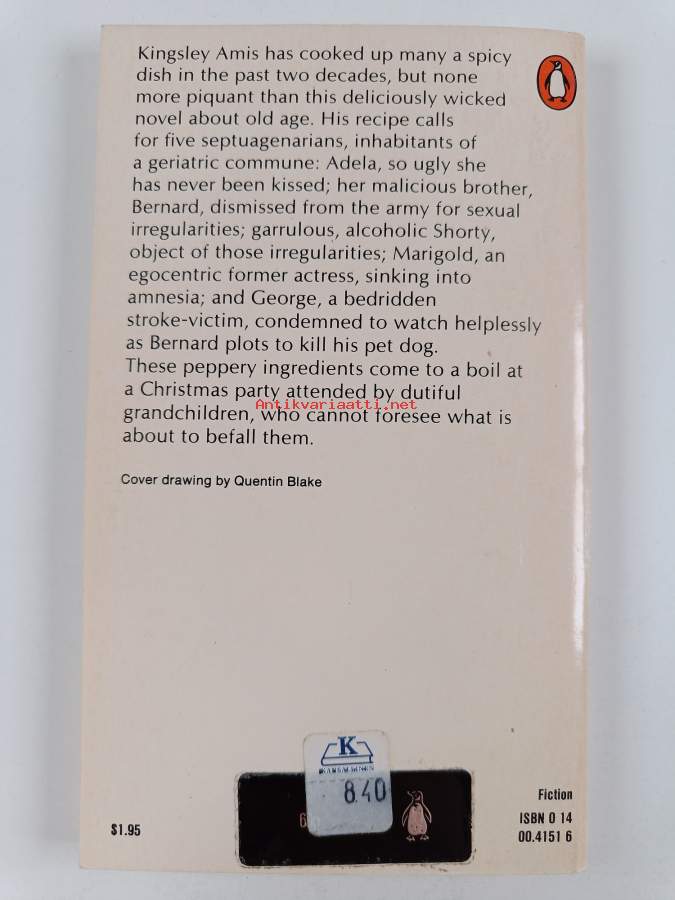 Kingsley Amis has cooked up many a spicy
dish in the past two decades, but none
more piquant than this deliciously wicked
novel about old age. His recipe calls
for five septuagenarians, inhabitants of
a geriatric commune: Adela, so ugly she
has never been kissed; her malicious brother,
Bernard, dismissed from the army for sexual
irregularities; garrulous, alcoholic Shorty,
object of those irregularities; Marigold, an
egocentric former actress, sinking into
amnesia; and George, a bedridden
stroke-victim, condemned to watch helplessly
as Bernard plots to kill his pet dog.
These peppery ingredients come to a boil at
a Christmas party attended by dutiful
Antikvariaatti.net
grandchildren, who cannot foresee what is
about to befall them.
Cover drawing by Quentin Blake
K
8.40
$1.95
Fiction
ISBN 0 14
00.4151 6